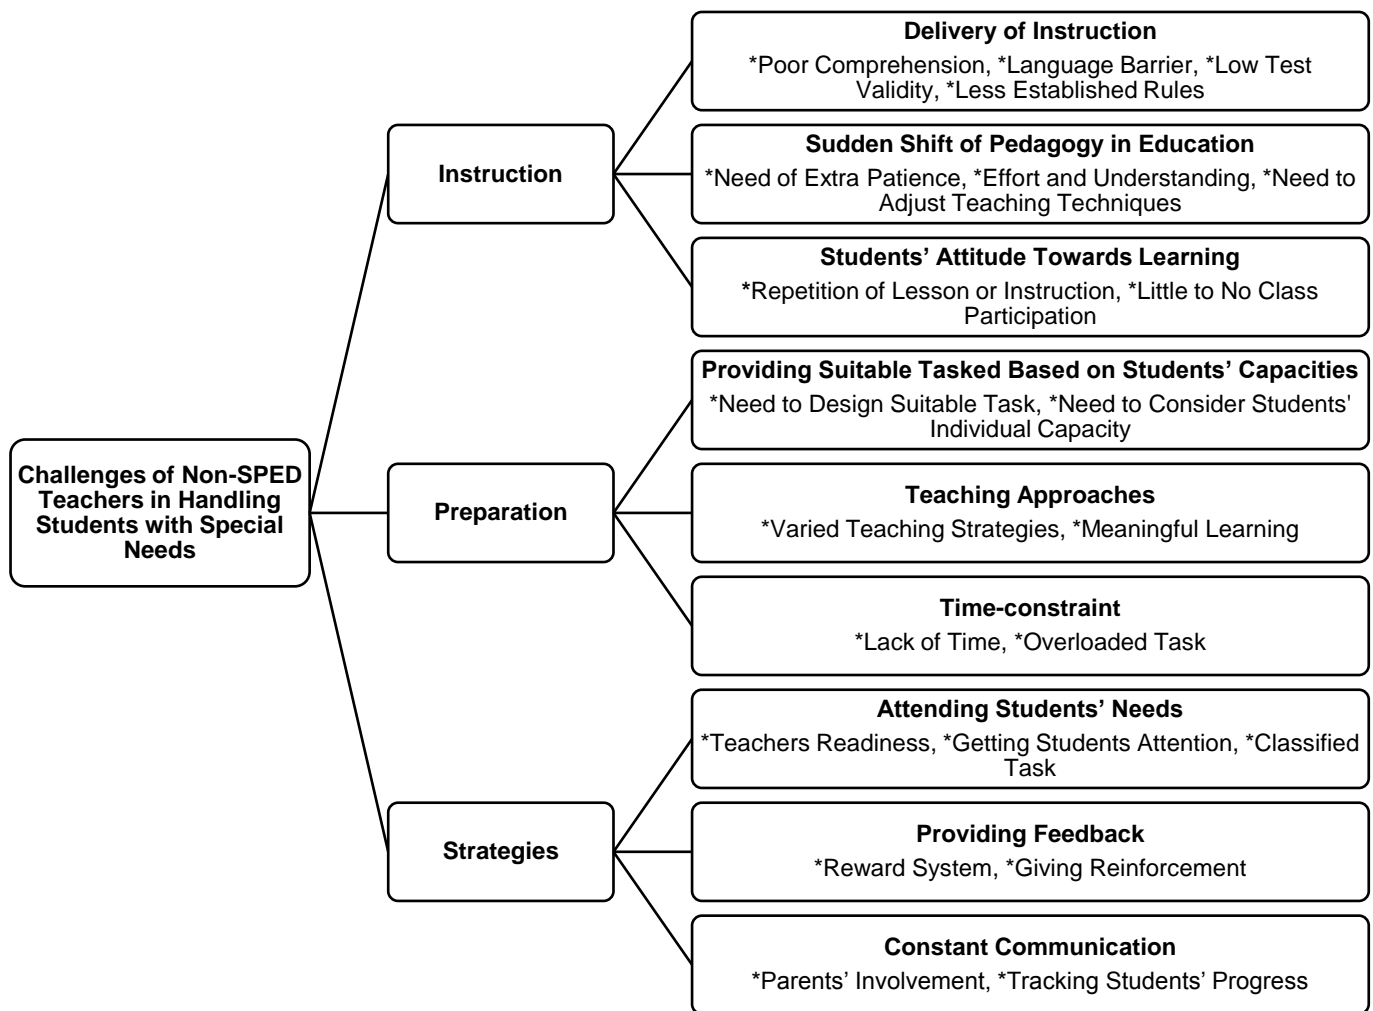 Challenges of Non-SPED
Teachers in Handling
Students with Special
Needs
Instruction
Delivery of Instruction
*Poor Comprehension, *Language Barrier, *Low Test
Validity, *Less Established Rules
Sudden Shift of Pedagogy in Education
*Need of Extra Patience, *Effort and Understanding, *Need to
Adjust Teaching Techniques
Students’ Attitude Towards Learning
*Repetition of Lesson or Instruction, *Little to No Class
Participation
Preparation
Providing Suitable Tasked Based on Students’ Capacities
*Need to Design Suitable Task, *Need to Consider Students'
Individual Capacity
Teaching Approaches
*Varied Teaching Strategies, *Meaningful Learning
Time-constraint
*Lack of Time, *Overloaded Task
Strategies
Attending Students’ Needs
*Teachers Readiness, *Getting Students Attention, *Classified
Task
Providing Feedback
*Reward System, *Giving Reinforcement
Constant Communication
*Parents’ Involvement, *Tracking Students’ Progress